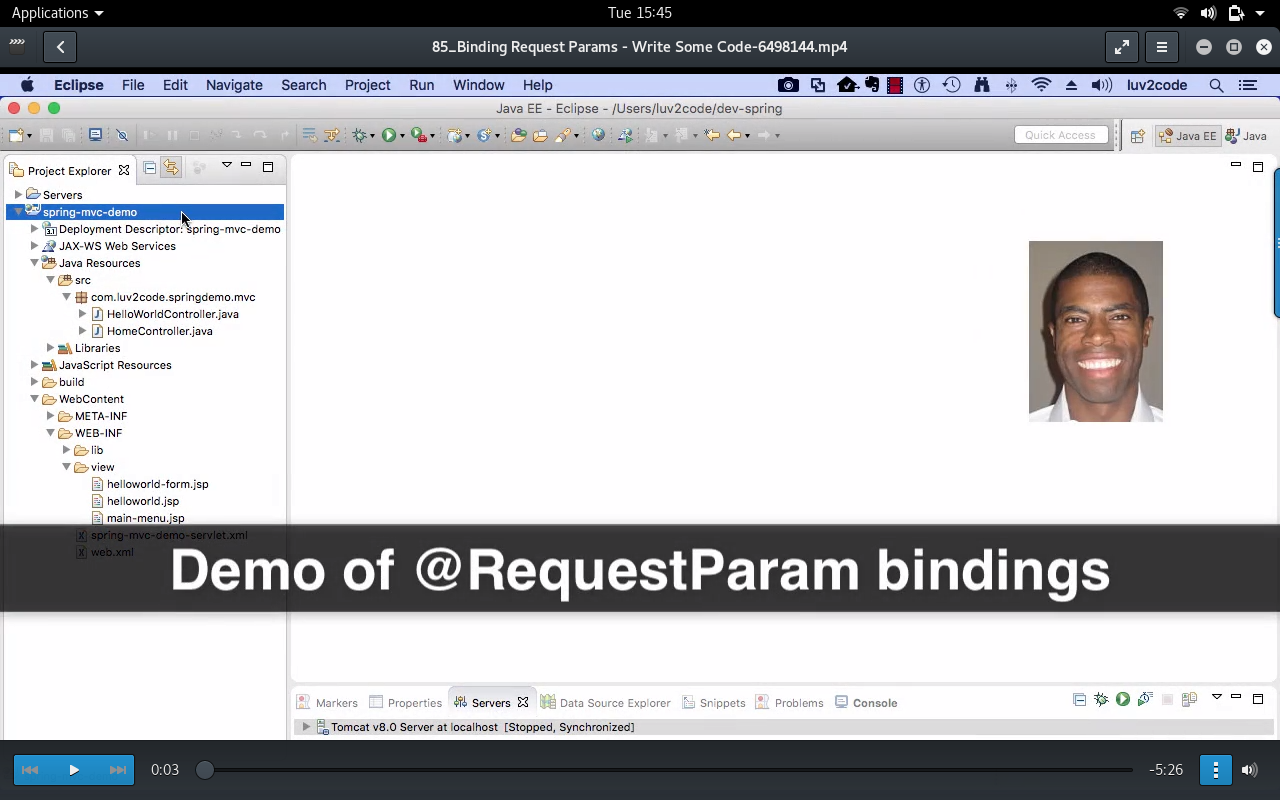 Applications
Tue 15:45
85_Binding Request Params - Write Some Code-6498144.mp4
Eclipse File Edit Navigate Search Project Run Window Help
luv2code
Java EE - Eclipse - /Users/luv2code/dev-spring
Quick Access
Java EE
Java
Project Explorer
Servers
spring-mvc-demo
Deployment Descriptor: spring-mvc-demo
JAX-WS Web Services
Java Resources
src
com.luv2code.springdemo.mvc
HelloWorldController.java
HomeController.java
Libraries
JavaScript Resources
build
WebContent
META-INF
WEB-INF
lib
view
helloworld-form.jsp
helloworld.jsp
main-menu.jsp
spring-mvc-demo-servlet.xml
web.xml
Demo of @RequestParam bindings
Markers Properties Servers Data Source Explorer Snippets Problems Console
Tomcat v8.0 Server at localhost [Stopped, Synchronized]
0:03
-5:26